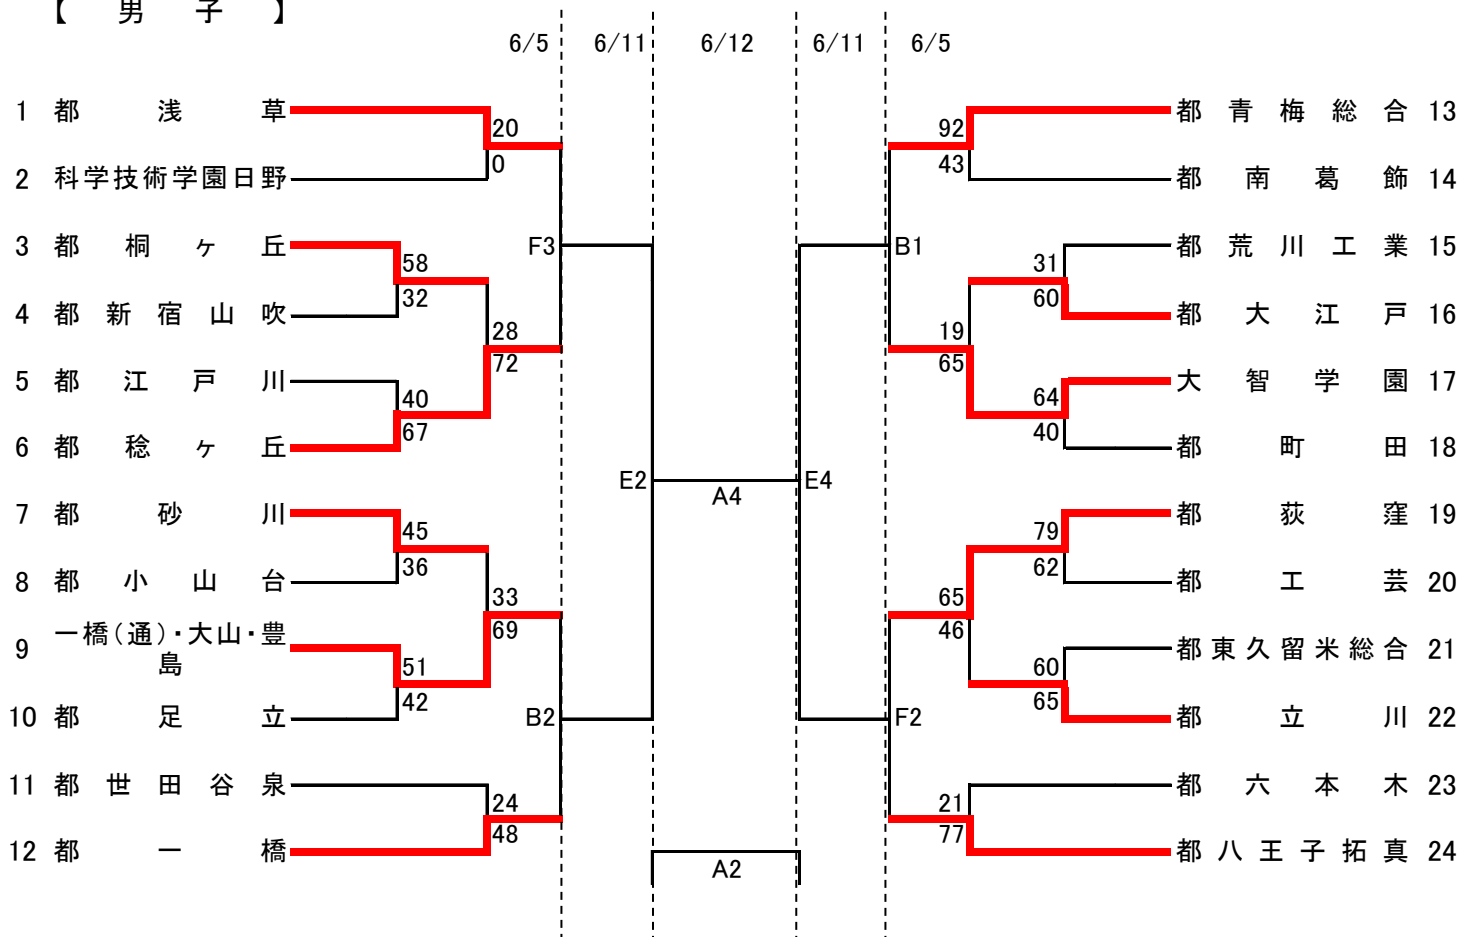 【 男 子 】
6/5 6/11 6/12 6/11 6/5
1 都浅草
20
0
2 科学技術学園日野
3 都桐ヶ丘
58
32
4 都新宿山吹
28
72
5 都江戸川
40
67
6 都稔ヶ丘
F3
7 都砂川
45
36
8 都小山台
33
69
9 一橋(通)・大山・豊
島
51
42
10 都足立
B2
11 都世田谷泉
24
48
12 都一橋
E2
A4
E4
A2
都青梅総合 13
92
43
都南葛飾 14
B1
都荒川工業 15
31
60
都大江戸 16
19
65
大智学園 17
64
40
都町田 18
都荻窪 19
79
62
都工芸 20
65
46
都東久留米総合 21
60
65
都立川 22
F2
都六本木 23
21
77
都八王子拓真 24